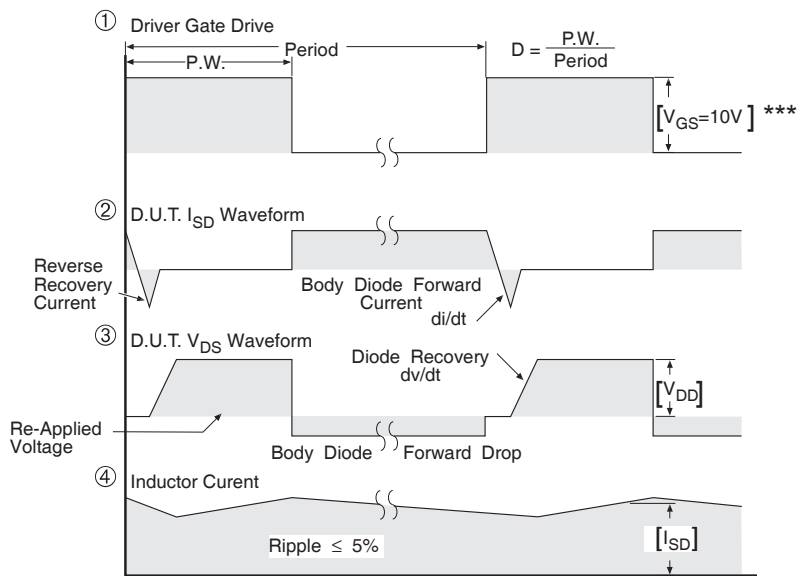 ① Driver Gate Drive
Period
P.W.
D = P.W. / Period
[VGS=10V] ***
② D.U.T. ISD Waveform
Reverse
Recovery
Current
Body Diode Forward
Current
di/dt
③ D.U.T. VDS Waveform
Diode Recovery
dv/dt
[VDD]
Re-Applied
Voltage
Body Diode Forward Drop
④ Inductor Curent
Ripple ≤ 5%
[ISD]